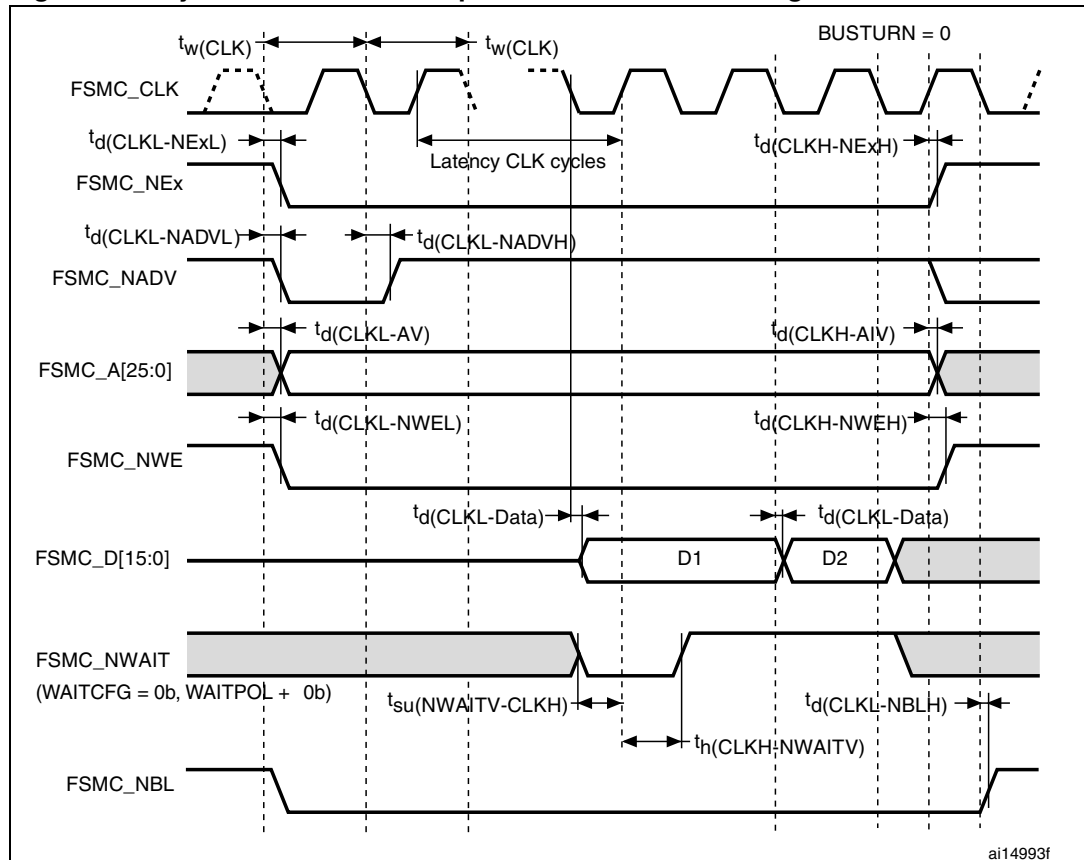 BUSTURN = 0
tw(CLK)
tw(CLK)
FSMC_CLK
td(CLKL-NExL)
Latency CLK cycles
td(CLKH-NExH)
FSMC_NEx
td(CLKL-NADVL)
td(CLKL-NADVH)
FSMC_NADV
td(CLKL-AV)
td(CLKH-AIV)
FSMC_A[25:0]
td(CLKL-NWEL)
td(CLKH-NWEH)
FSMC_NWE
td(CLKL-Data)
td(CLKL-Data)
FSMC_D[15:0]
D1
D2
FSMC_NWAIT
(WAITCFG = 0b, WAITPOL + 0b)
tsu(NWAITV-CLKH)
td(CLKL-NBLH)
th(CLKH-NWAITV)
FSMC_NBL
ai14993f